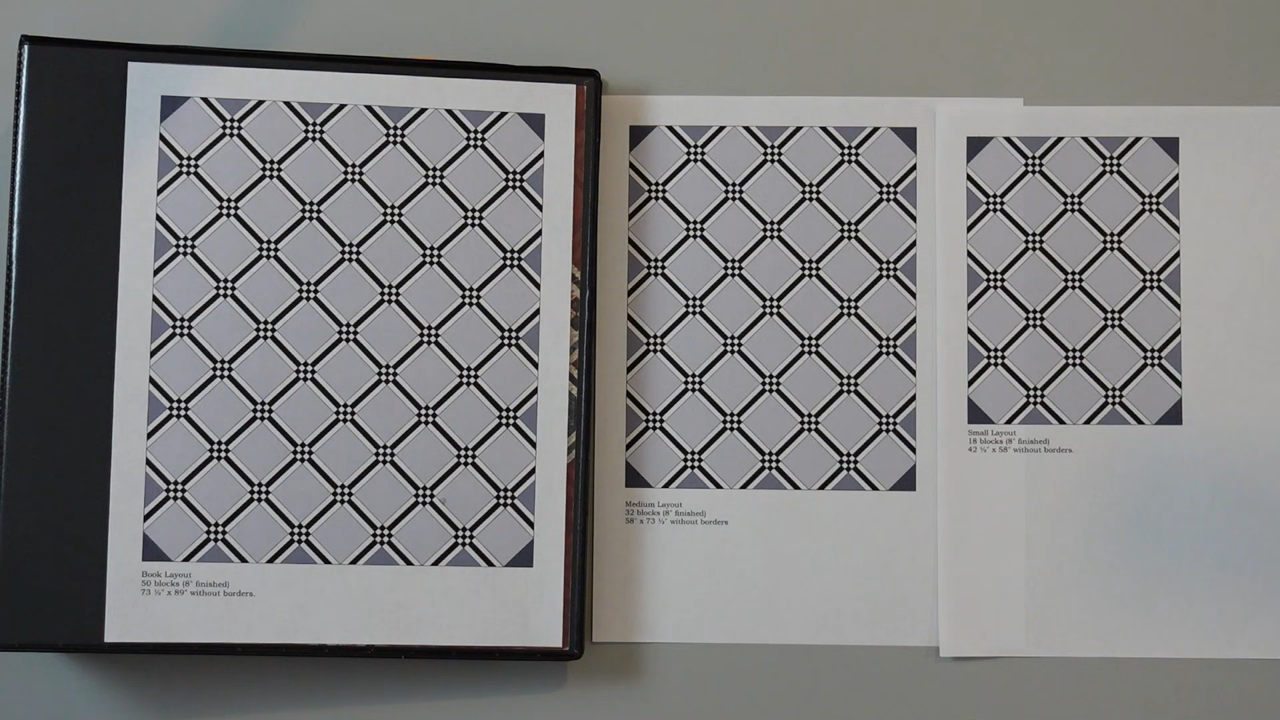 Book Layout
50 blocks (8" finished)
73 ½" x 89" without borders.
Medium Layout
32 blocks (8" finished)
58" x 73 ½" without borders
Small Layout
18 blocks (8" finished)
42 ½" x 58" without borders.